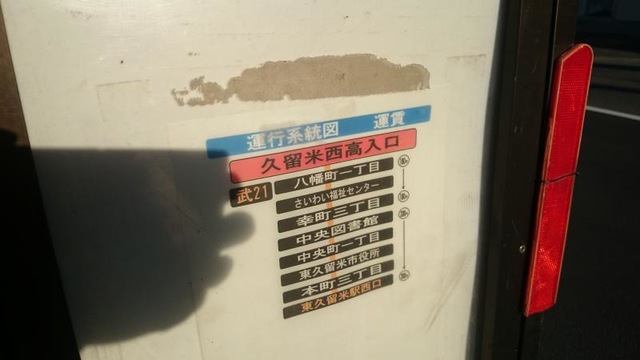 運行系統図 運賃
久留米西高入口
武21
八幡町一丁目
さいわい福祉センター
幸町三丁目
中央図書館
中央町一丁目
東久留米市役所
本町三丁目
東久留米駅西口